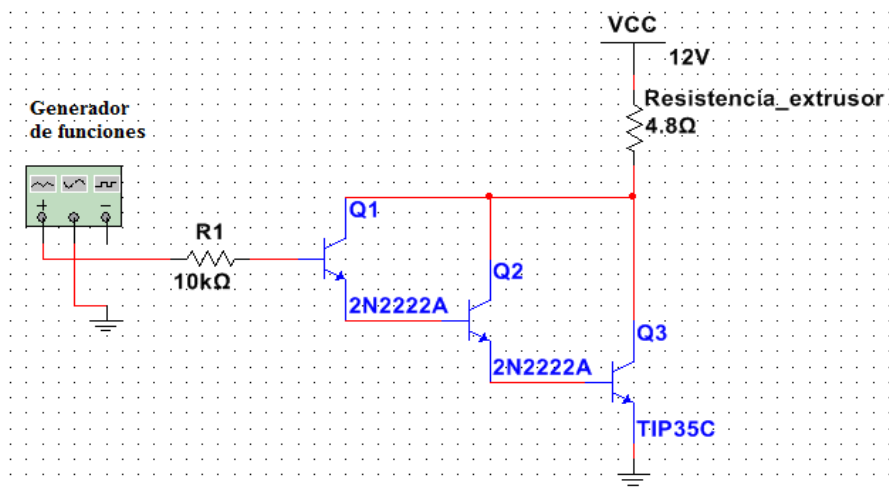 VCC
12V
Generador
de funciones
Resistencia_extrusor
4.8Ω
+
−
R1
10kΩ
Q1
2N2222A
Q2
2N2222A
Q3
TIP35C